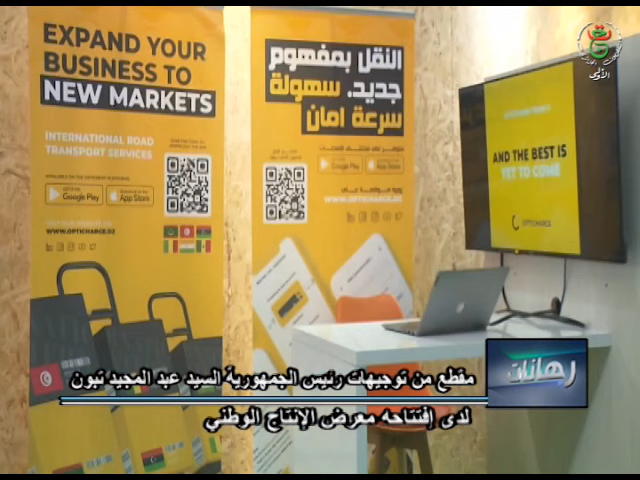 EXPAND YOUR
BUSINESS TO
NEW MARKETS
INTERNATIONAL ROAD
TRANSPORT SERVICES
Google Play
App Store
WWW.OPTICHARGE.DZ
النقل بمفهوم
جديد. سهولة
سرعة امان
Google Play
App Store
WWW.OPTICHARGE.DZ
AND THE BEST IS
YET TO COME
OPTICHARGE
الأولى
رهانات
مقطع من توجيهات رئيس الجمهورية السيد عبد المجيد تبون
لدى إفتتاحه معرض الإنتاج الوطني